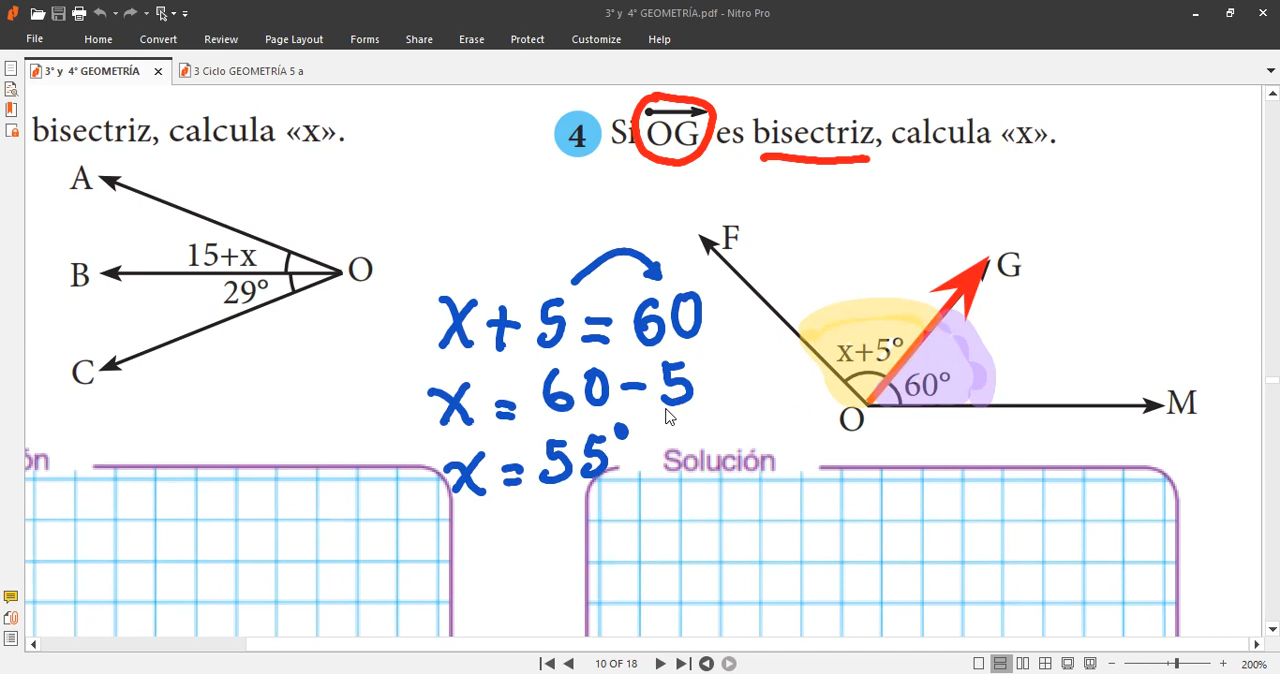 3° y 4° GEOMETRÍA.pdf - Nitro Pro
File Home Convert Review Page Layout Forms Share Erase Protect Customize Help
3° y 4° GEOMETRÍA
3 Ciclo GEOMETRÍA 5 a
bisectriz, calcula «x».
A
15+x
B
O
29°
C
4 Si OG es bisectriz, calcula «x».
F
G
x+5°
60°
O
M
x + 5 = 60
x = 60 - 5
x = 55°
ón
Solución
10 OF 18
200%